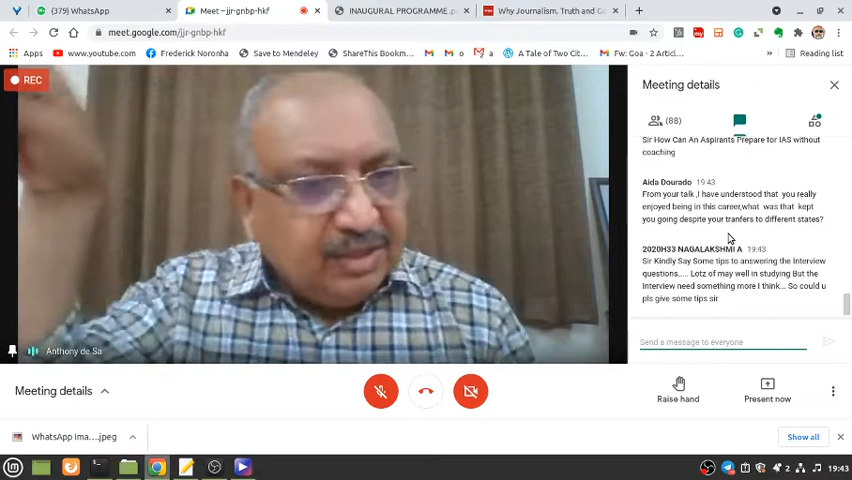 (379) WhatsApp
Meet – jjr-gnbp-hkf
INAUGURAL PROGRAMME.p
Why Journalism, Truth and Ge
meet.google.com/jjr-gnbp-hkf
Apps
www.youtube.com
Frederick Noronha
Save to Mendeley
ShareThis Bookm...
A Tale of Two Cit...
Fw: Goa - 2 Articl...
Reading list
REC
Meeting details
(88)
Sir How Can An Aspirants Prepare for IAS without
coaching
Aida Dourado 19:43
From your talk ,I have understood that you really
enjoyed being in this career,what was that kept
you going despite your tranfers to different states?
2020H33 NAGALAKSHMI A 19:43
Sir Kindly Say Some tips to answering the Interview
questions..... Lotz of may well in studying But the
Interview need something more I think... So could u
pls give some tips sir
Send a message to everyone
Anthony de Sa
Meeting details
Raise hand
Present now
WhatsApp Ima....jpeg
Show all
2
19:43